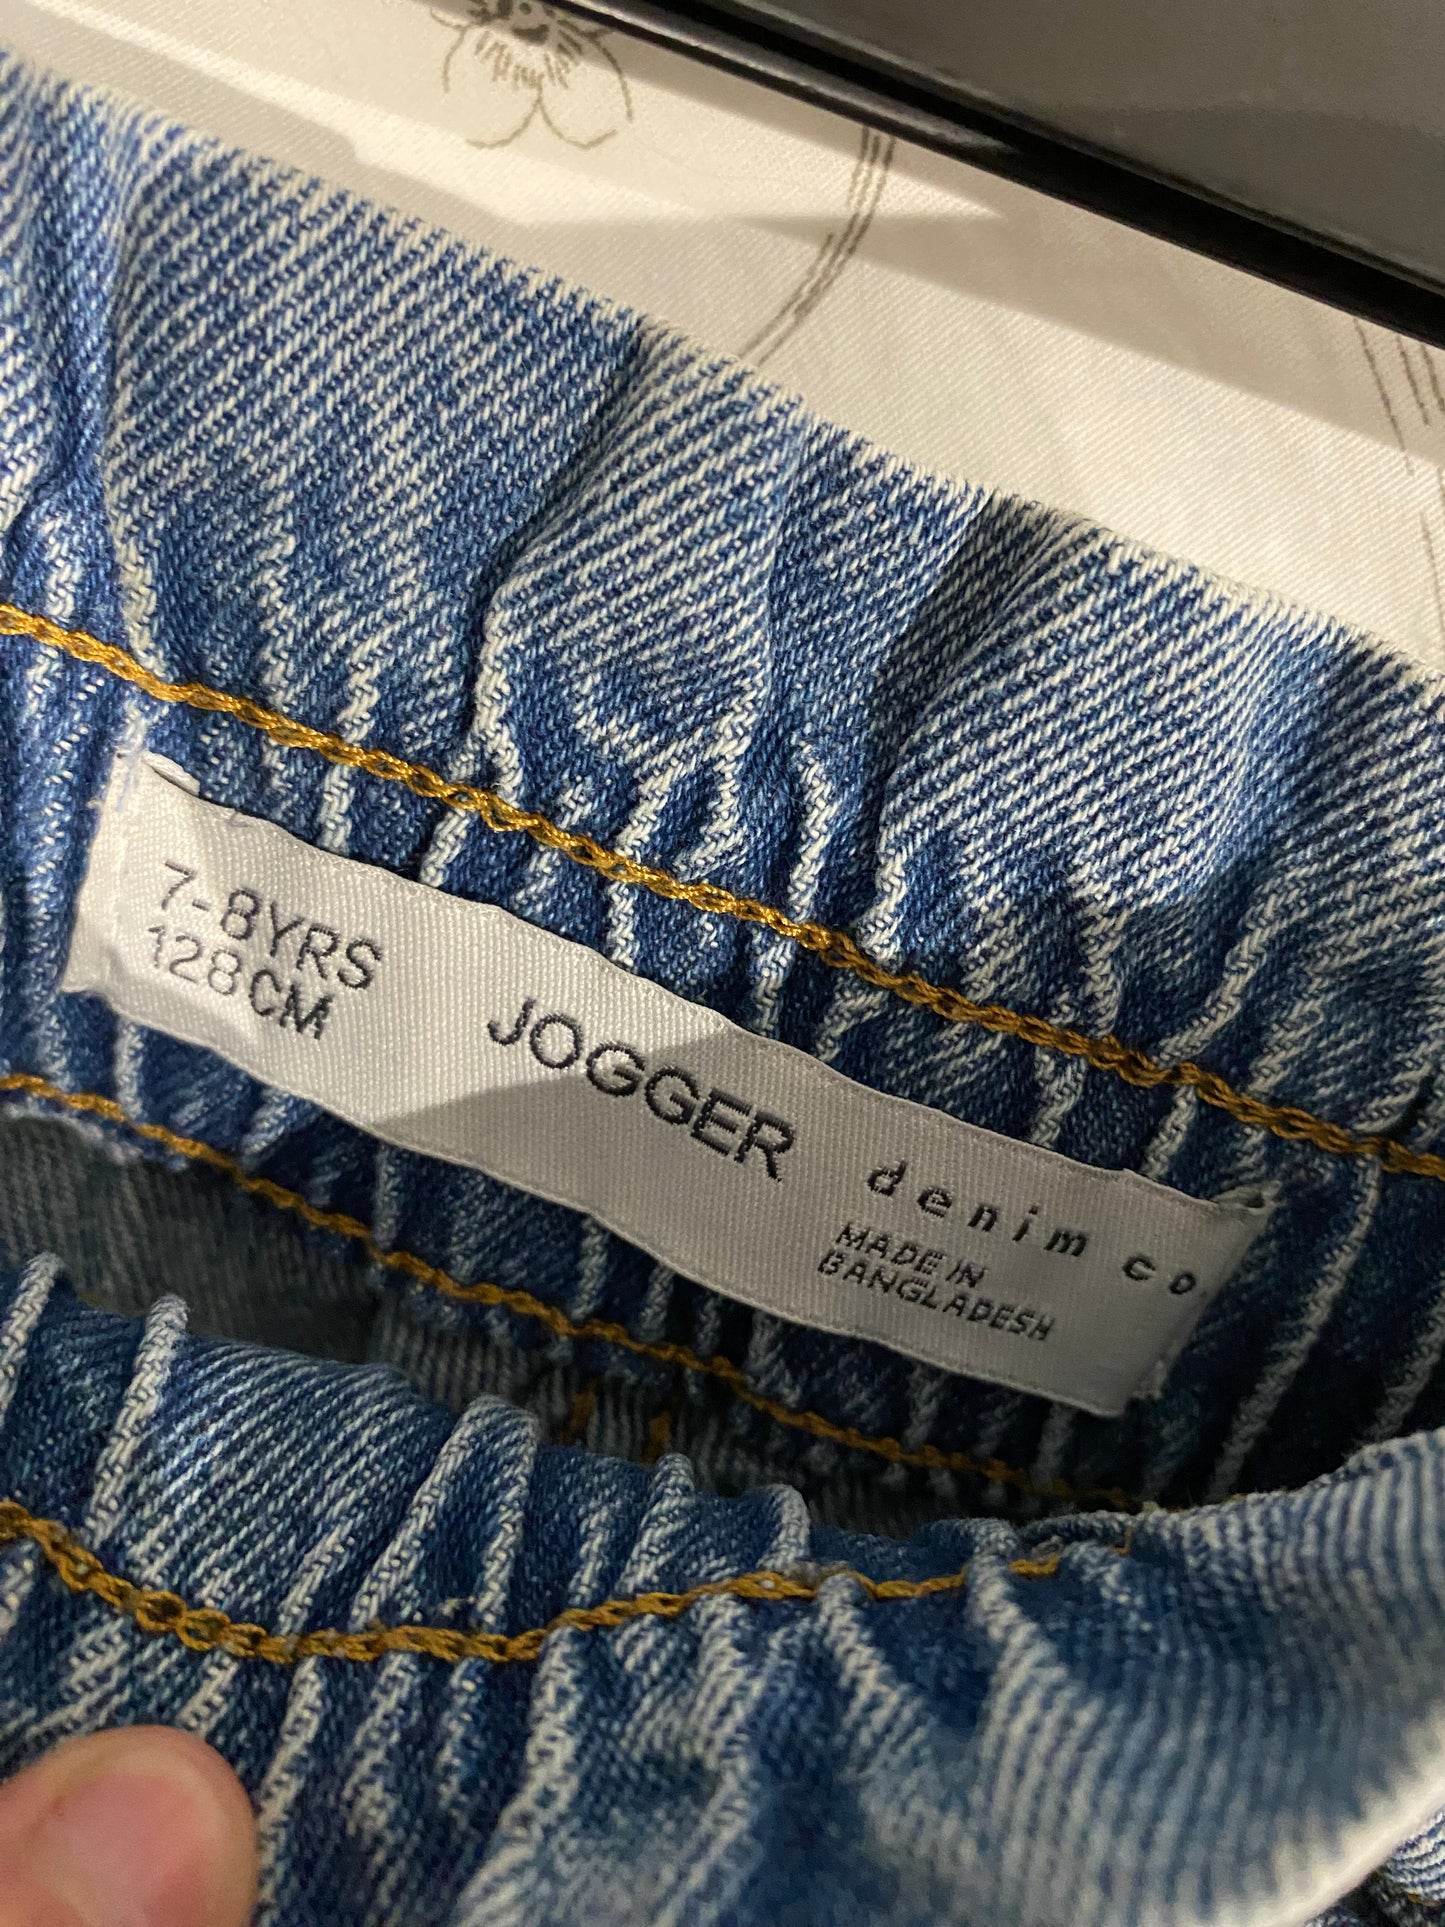 7-8YRS
128CM
JOGGER
denim co.
MADE IN
BANGLADESH